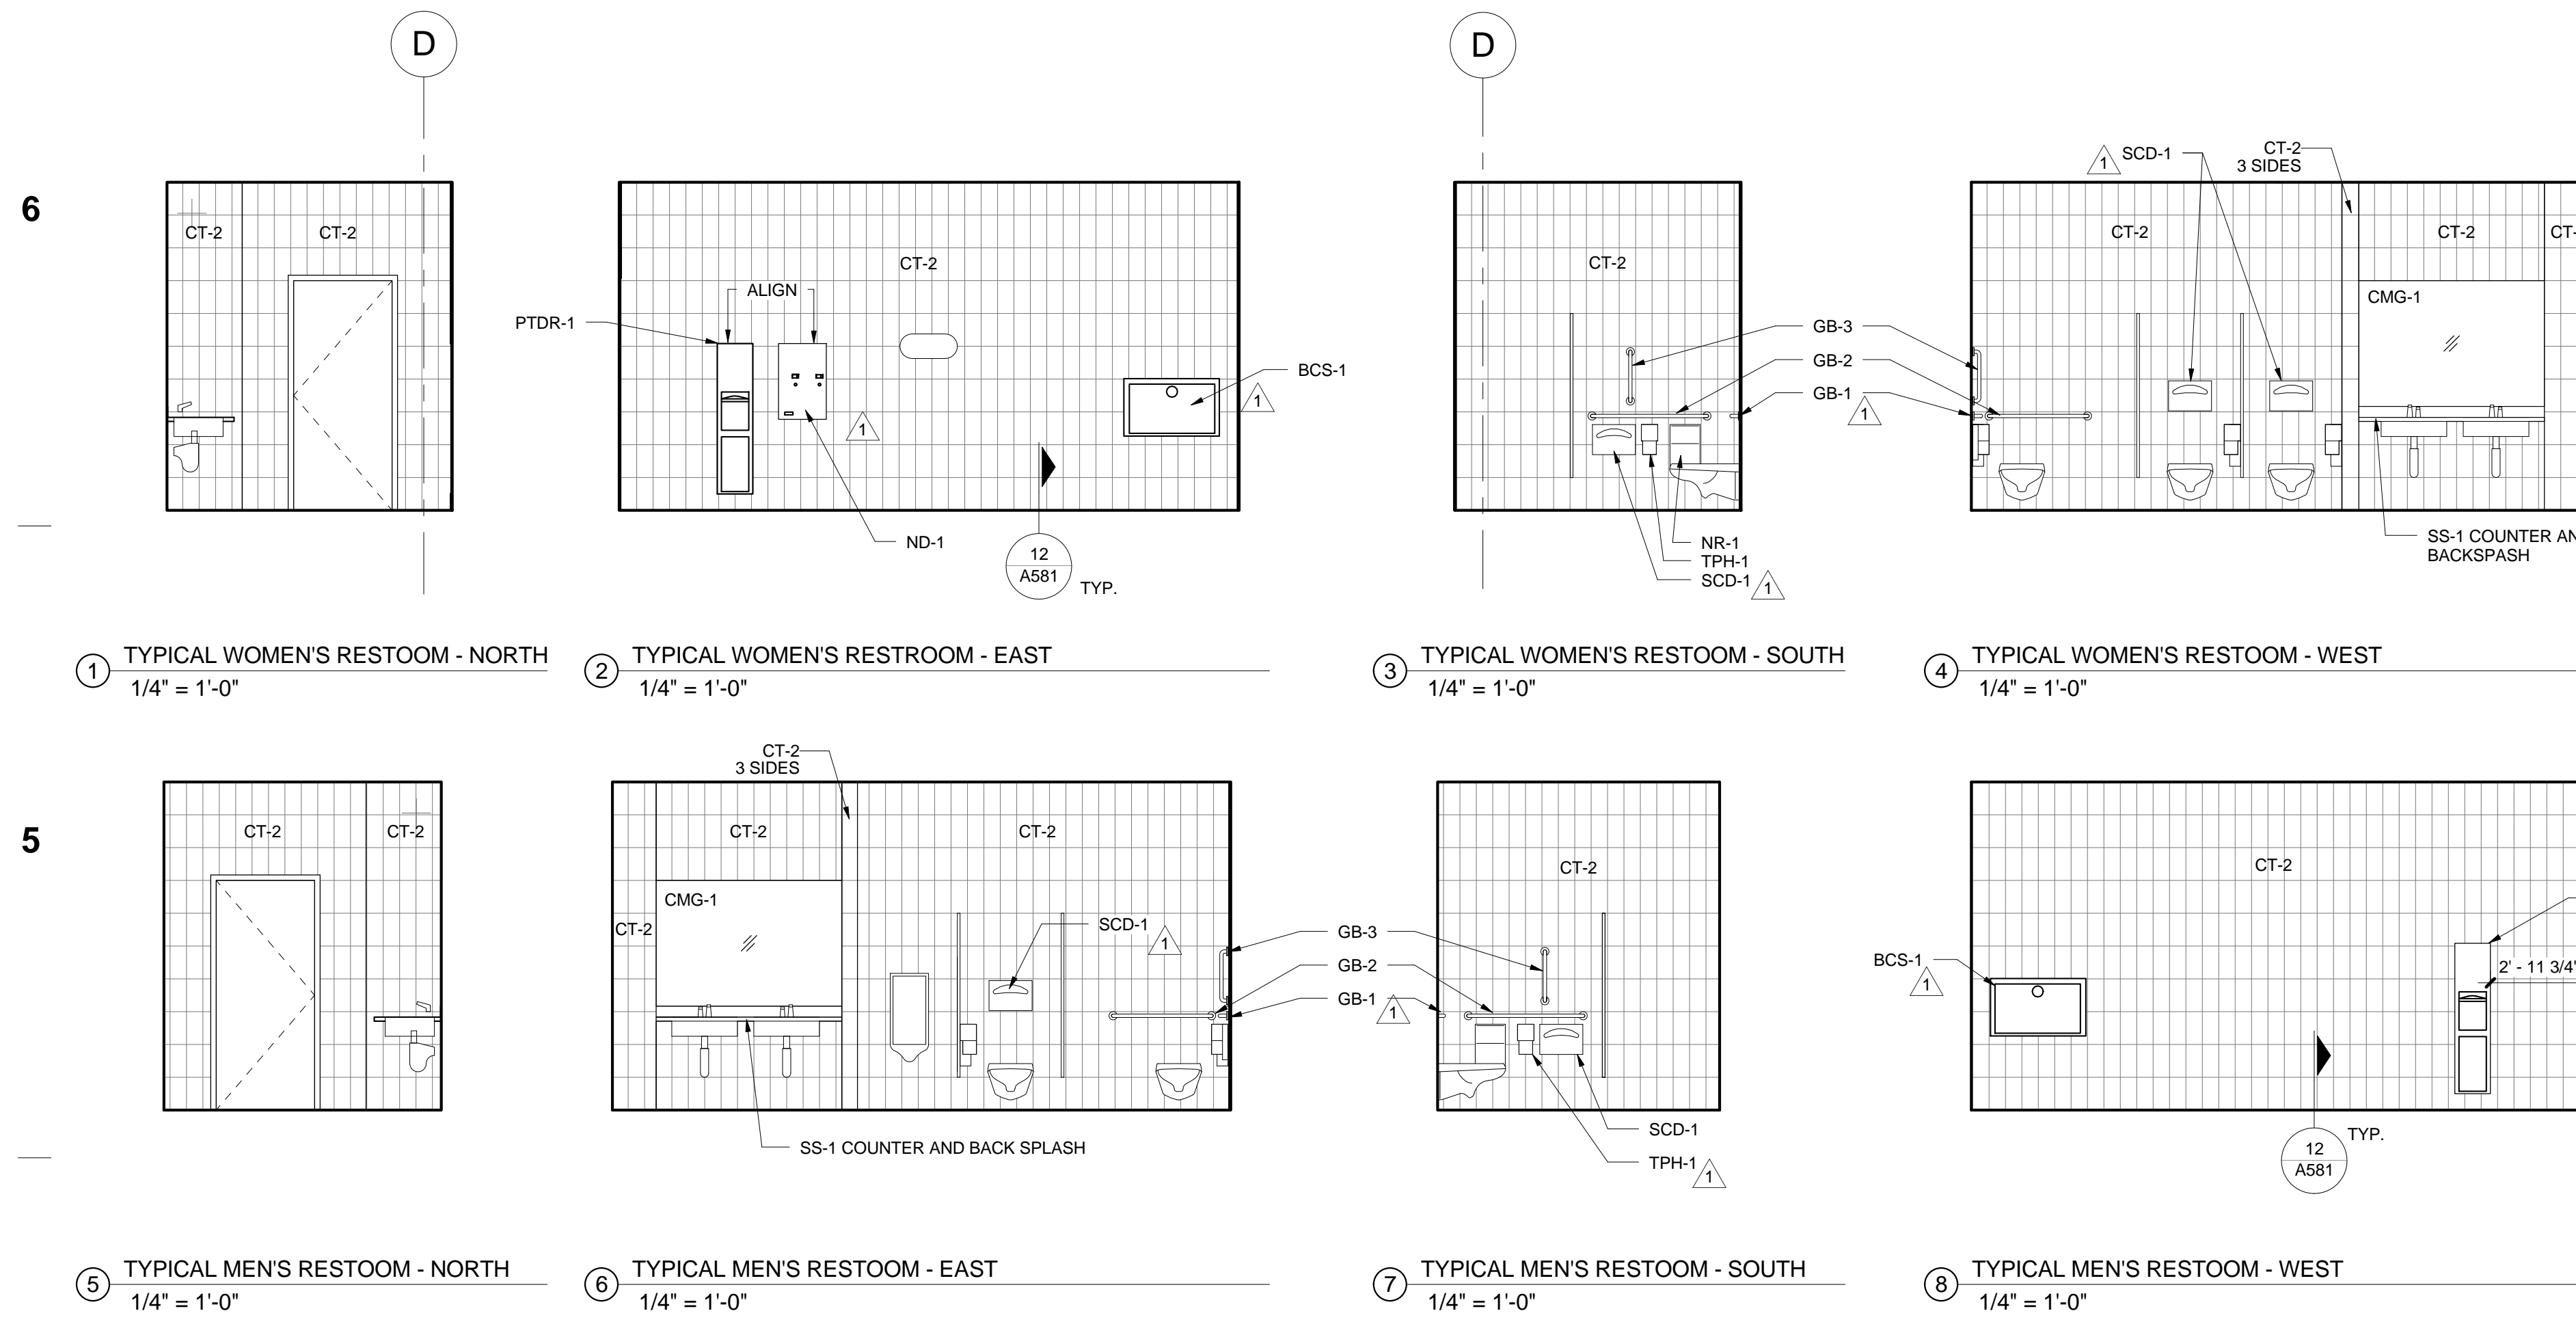 D
D
6
CT-2
CT-2
CT-2
ALIGN
PTDR-1
BCS-1
1
1
ND-1
12
A581
TYP.
CT-2
GB-3
GB-2
GB-1
1
NR-1
TPH-1
SCD-1
1
1
SCD-1
CT-2
3 SIDES
CT-2
CT-2
CT-
CMG-1
SS-1 COUNTER AN
BACKSPASH
1
TYPICAL WOMEN'S RESTOOM - NORTH
1/4" = 1'-0"
2
TYPICAL WOMEN'S RESTROOM - EAST
1/4" = 1'-0"
3
TYPICAL WOMEN'S RESTOOM - SOUTH
1/4" = 1'-0"
4
TYPICAL WOMEN'S RESTOOM - WEST
1/4" = 1'-0"
5
CT-2
CT-2
CT-2
3 SIDES
CT-2
CT-2
CMG-1
CT-2
SCD-1
1
SS-1 COUNTER AND BACK SPLASH
GB-3
GB-2
GB-1
1
CT-2
SCD-1
TPH-1
1
CT-2
BCS-1
1
2' - 11 3/4"
TYP.
12
A581
5
TYPICAL MEN'S RESTOOM - NORTH
1/4" = 1'-0"
6
TYPICAL MEN'S RESTOOM - EAST
1/4" = 1'-0"
7
TYPICAL MEN'S RESTOOM - SOUTH
1/4" = 1'-0"
8
TYPICAL MEN'S RESTOOM - WEST
1/4" = 1'-0"